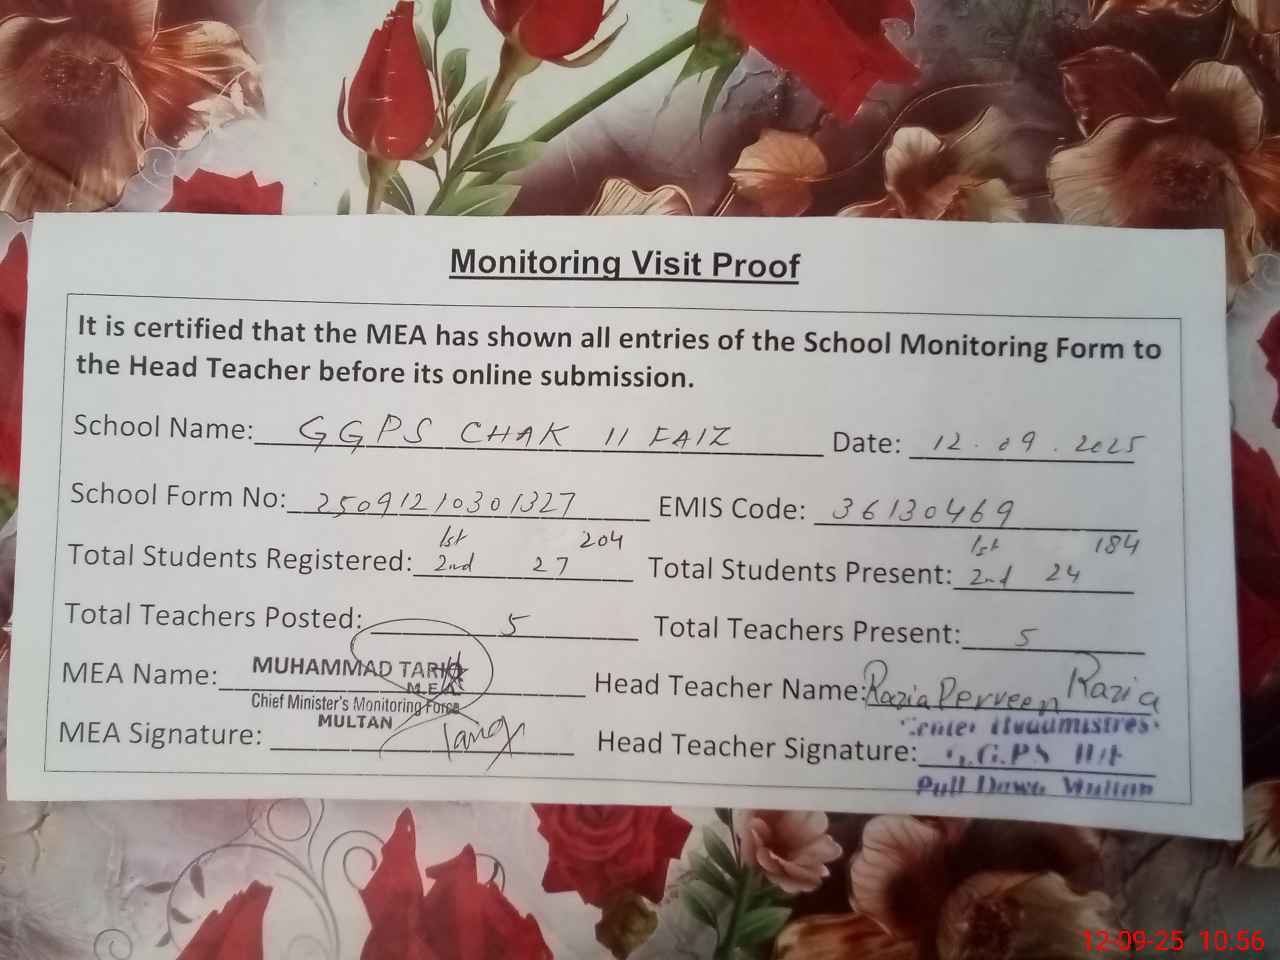 Monitoring Visit Proof
It is certified that the MEA has shown all entries of the School Monitoring Form to
the Head Teacher before its online submission.
School Name: GGPS CHAK 11 FAIZ Date: 12.09.2025
School Form No: 25091210301327 EMIS Code: 36130469
1st 204 1st 184
Total Students Registered: 2nd 27 Total Students Present: 2nd 24
Total Teachers Posted: 5 Total Teachers Present: 5
MEA Name: MUHAMMAD TARIQ Head Teacher Name: Razia Perveen Razia
M.E.A
Chief Minister's Monitoring Force
MULTAN
MEA Signature: Tariq Head Teacher Signature:
G.G.P.S
Multan
12-09-25 10:56